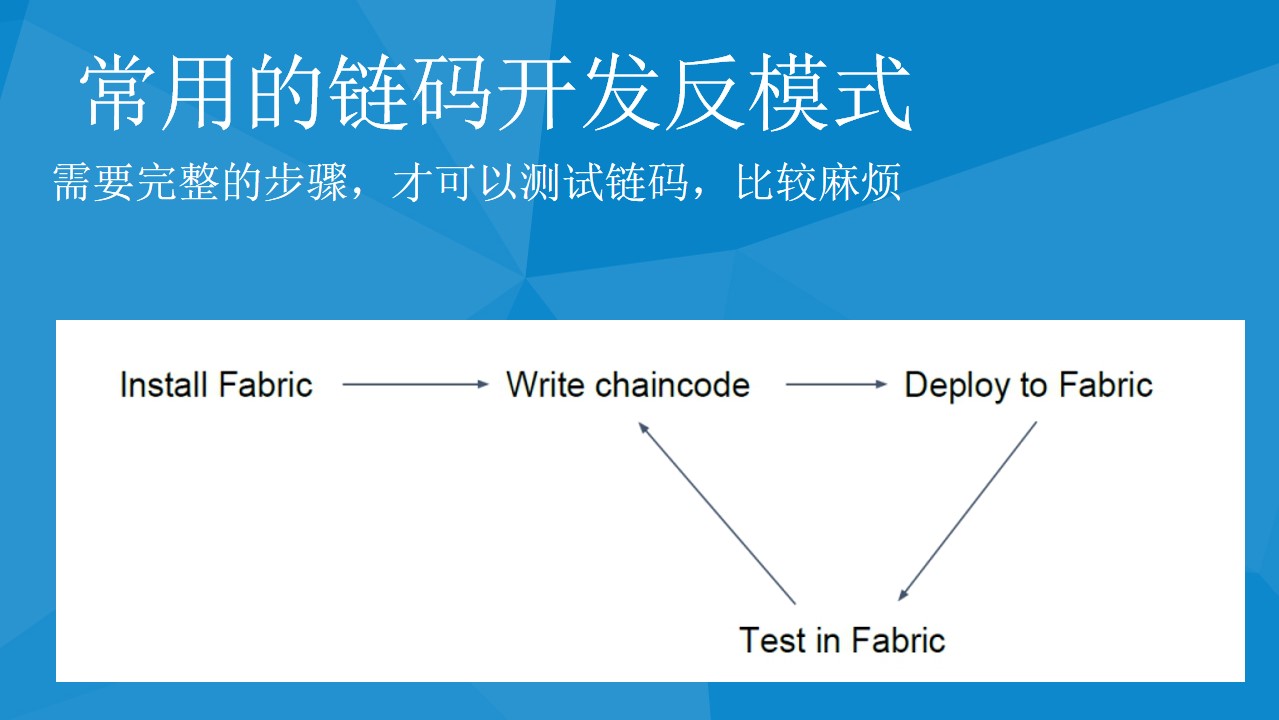 常用的链码开发反模式
需要完整的步骤，才可以测试链码，比较麻烦
Install Fabric
Write chaincode
Deploy to Fabric
Test in Fabric